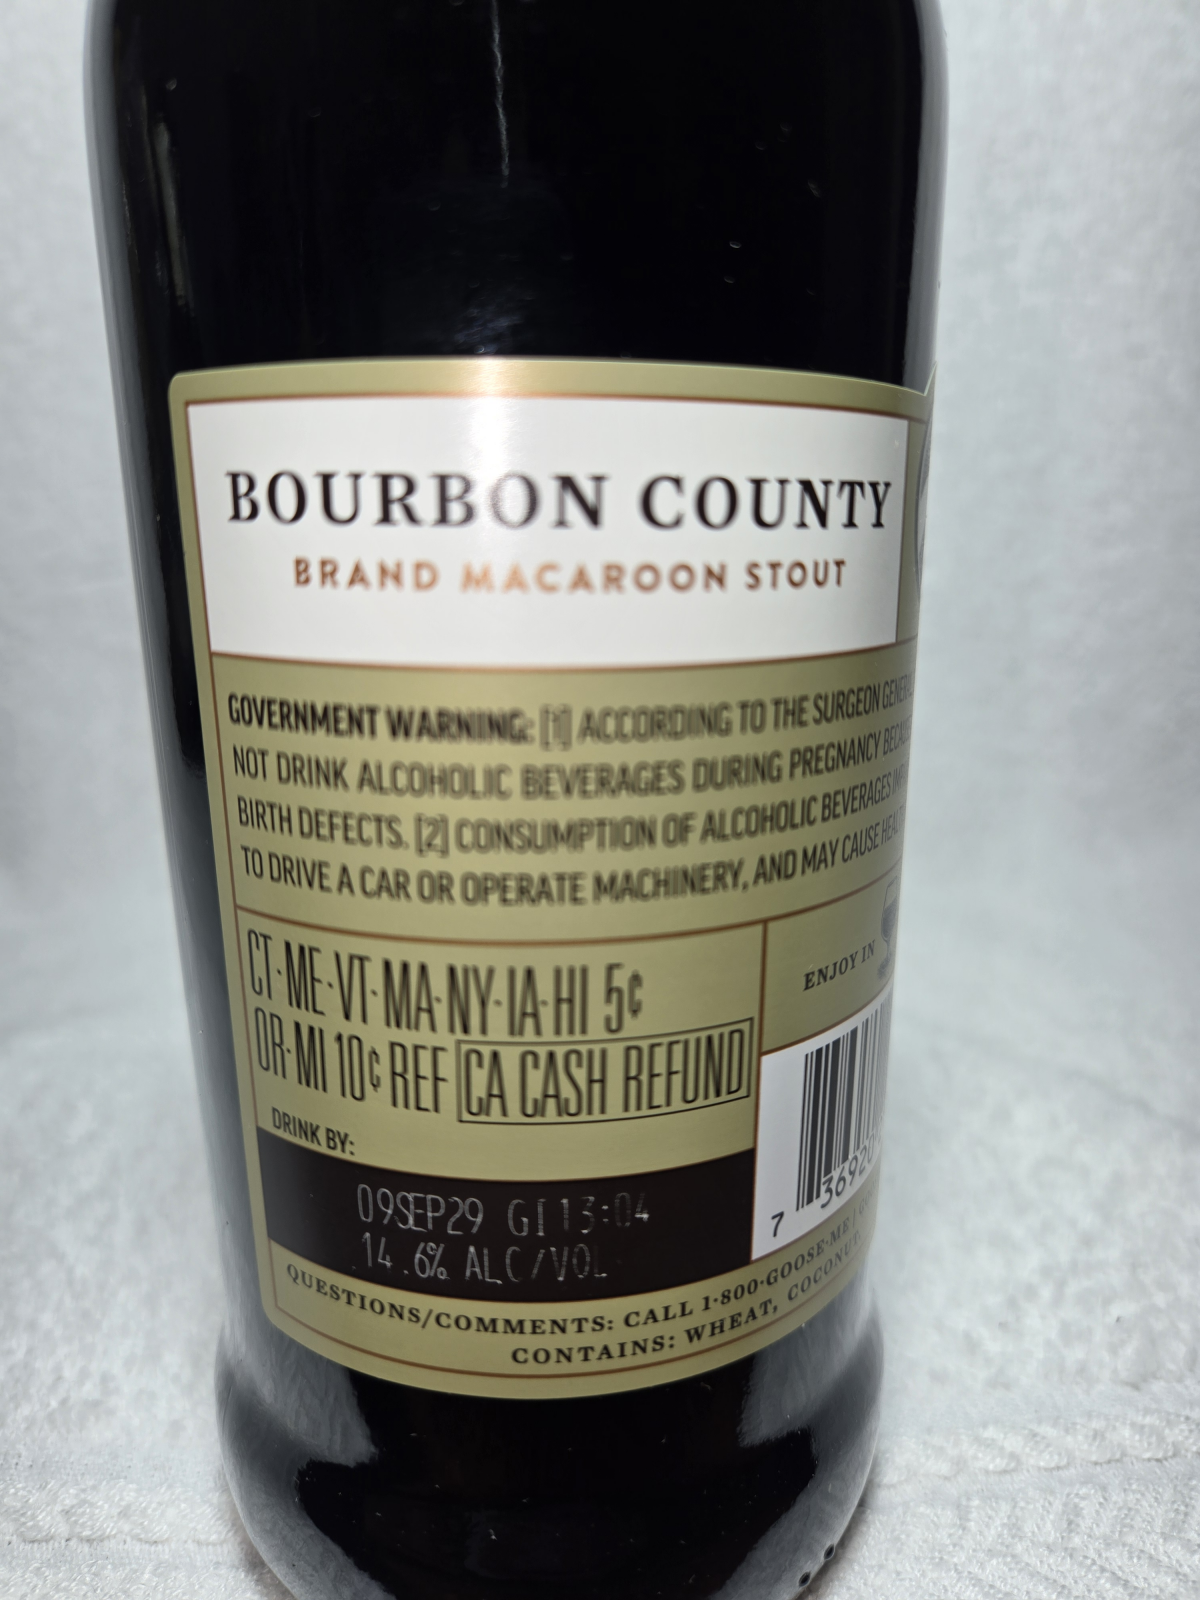 BOURBON COUNTY
BRAND MACAROON STOUT
GOVERNMENT WARNING: [1] ACCORDING TO THE SURGEON GENERAL
NOT DRINK ALCOHOLIC BEVERAGES DURING PREGNANCY
BIRTH DEFECTS. [2] CONSUMPTION OF ALCOHOLIC BEVERAGES
TO DRIVE A CAR OR OPERATE MACHINERY, AND MAY CAUSE
CT·ME·VT·MA·NY·IA·HI 5¢
OR·MI 10¢ REF CA CASH REFUND
ENJOY IN
DRINK BY:
09SEP29 GI 13:04
14.6% ALC/VOL
7 36920
QUESTIONS/COMMENTS: CALL 1·800·GOOSE·ME |
CONTAINS: WHEAT, COCONUT